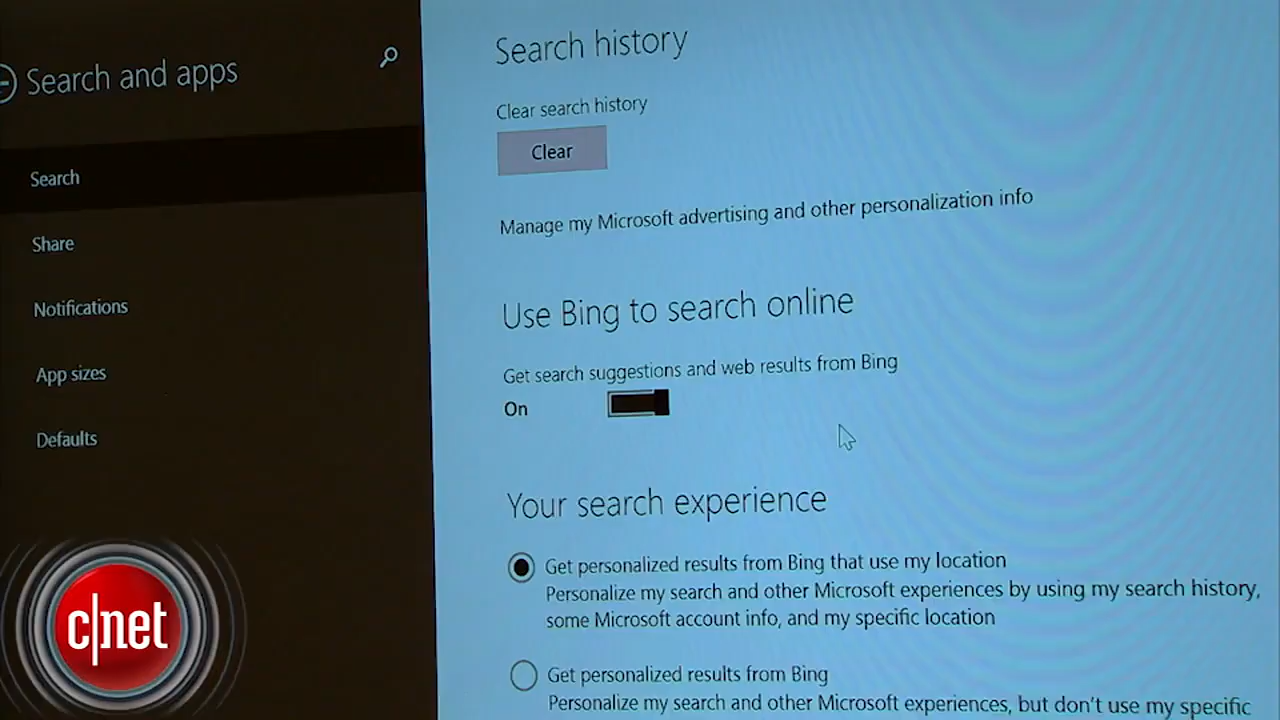 Search and apps
Search
Share
Notifications
App sizes
Defaults
Search history
Clear search history
Clear
Manage my Microsoft advertising and other personalization info
Use Bing to search online
Get search suggestions and web results from Bing
On
Your search experience
Get personalized results from Bing that use my location
Personalize my search and other Microsoft experiences by using my search history,
some Microsoft account info, and my specific location
Get personalized results from Bing
Personalize my search and other Microsoft experiences, but don't use my specific
c|net